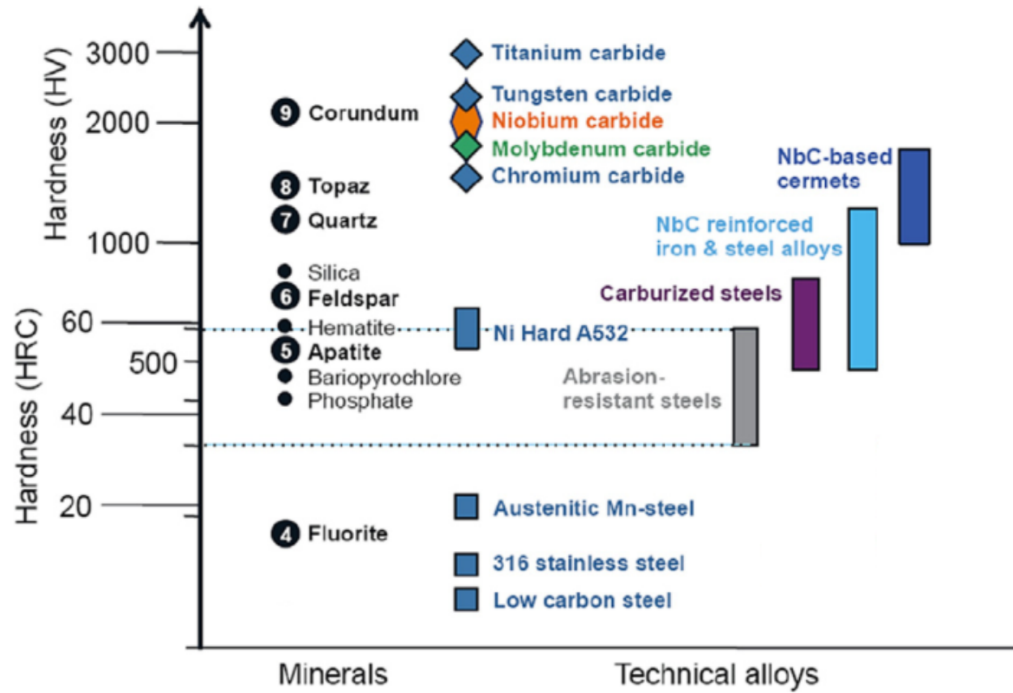 Hardness (HV)
3000
2000
1000
Hardness (HRC)
60
500
40
20
9 Corundum
8 Topaz
7 Quartz
Silica
6 Feldspar
Hematite
5 Apatite
Bariopyrochlore
Phosphate
4 Fluorite
Titanium carbide
Tungsten carbide
Niobium carbide
Molybdenum carbide
Chromium carbide
Ni Hard A532
Austenitic Mn-steel
316 stainless steel
Low carbon steel
NbC-based
cermets
NbC reinforced
iron & steel alloys
Carburized steels
Abrasion-
resistant steels
Minerals
Technical alloys